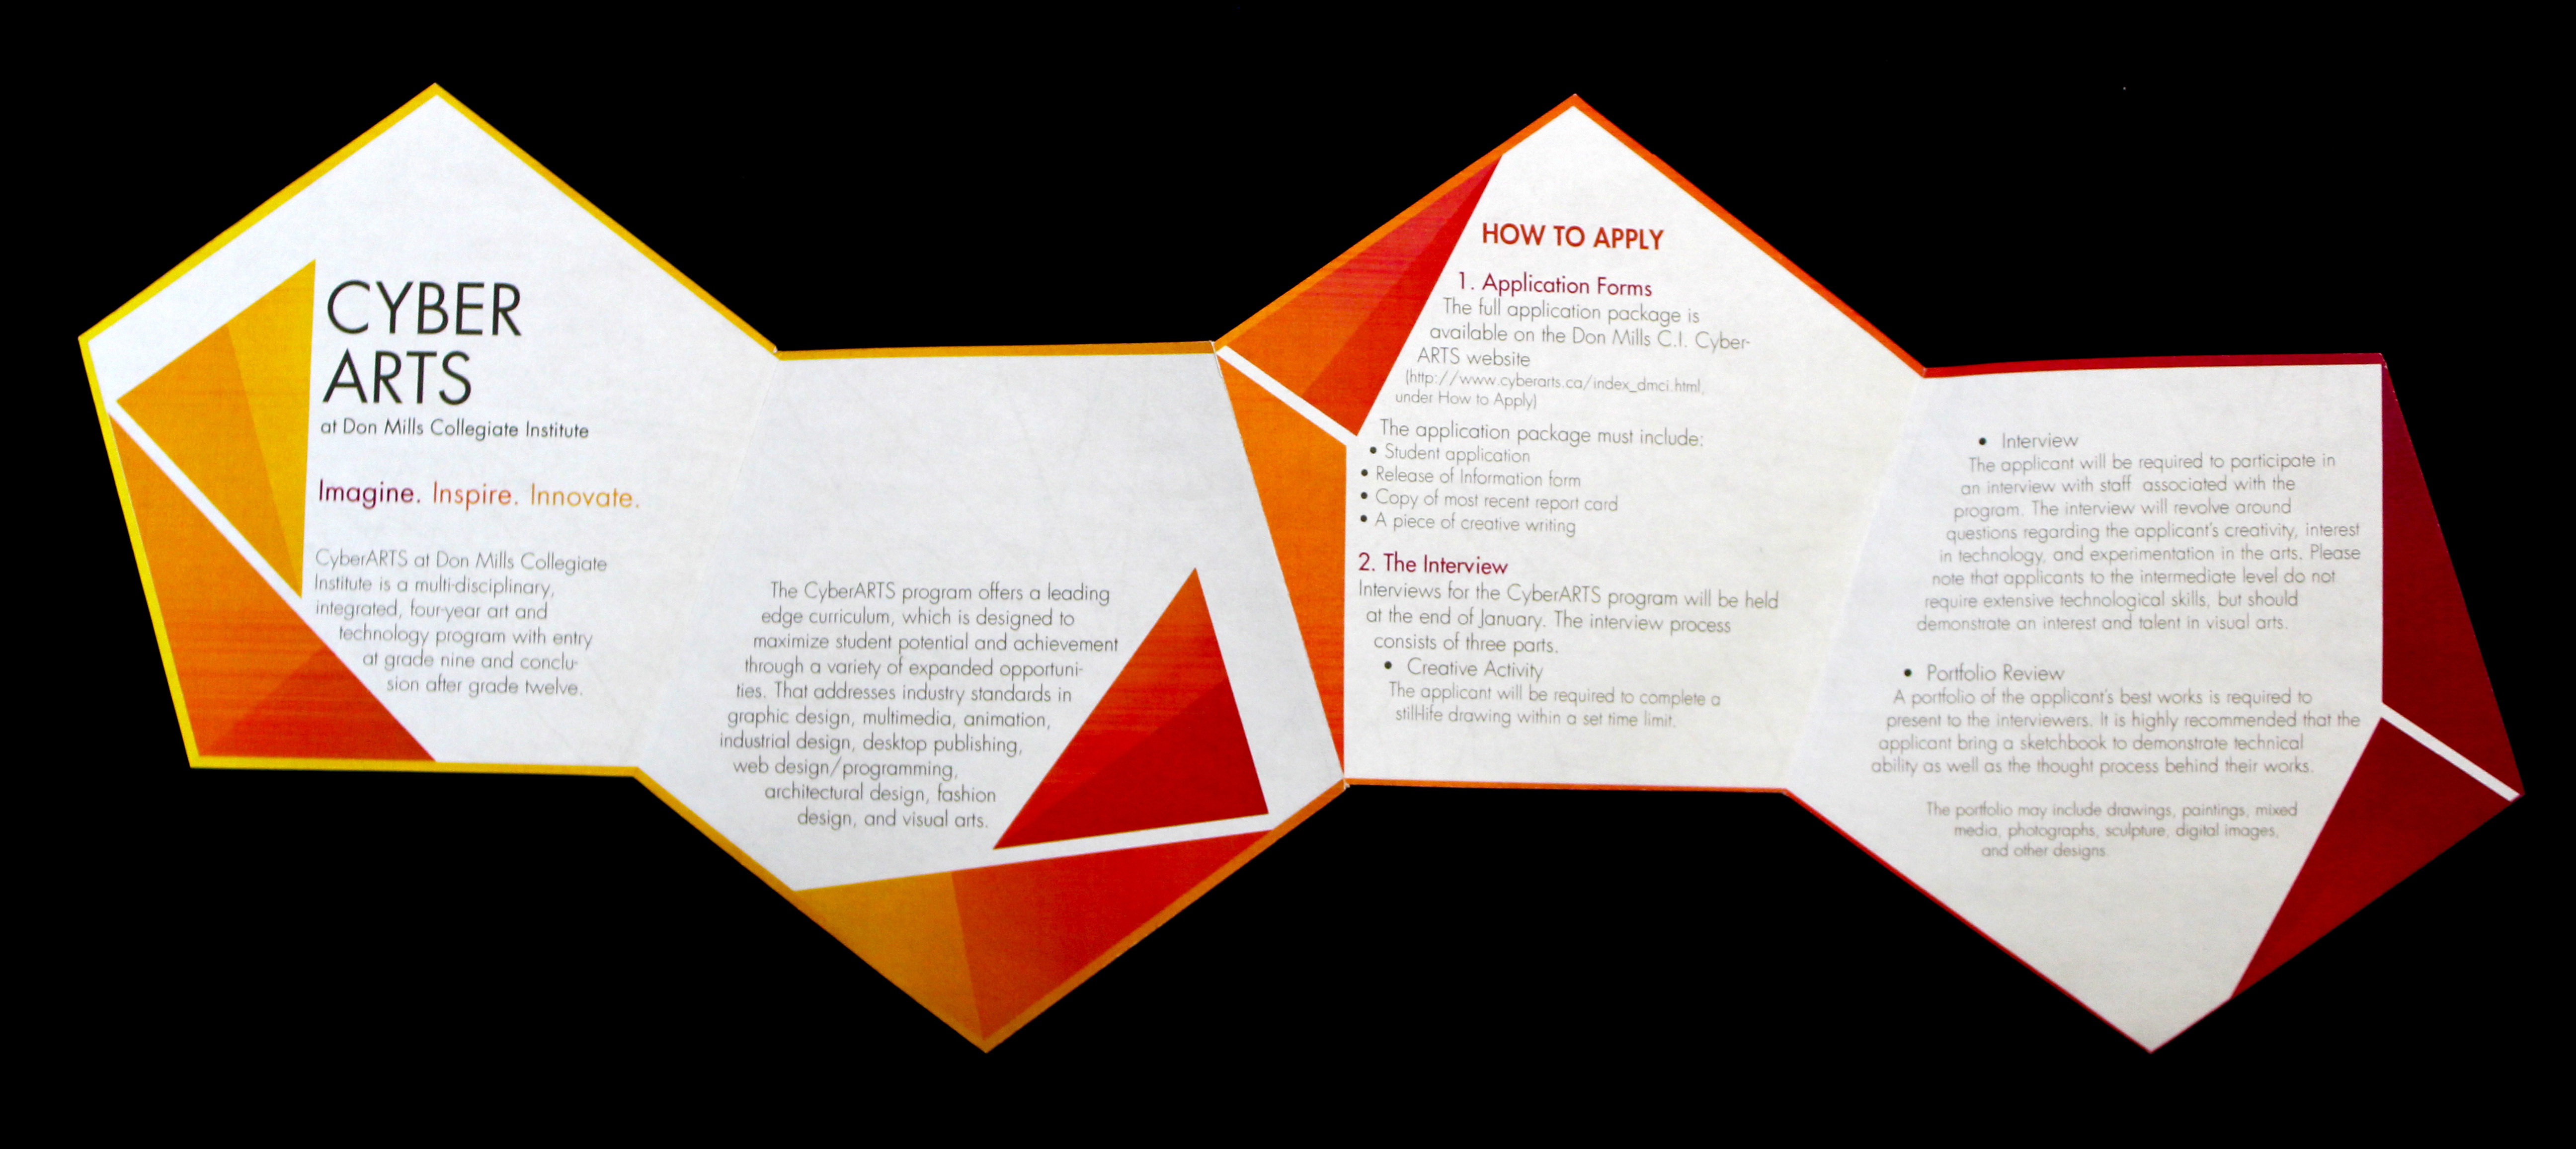 CYBER
ARTS
at Don Mills Collegiate Institute
Imagine. Inspire. Innovate.
CyberARTS at Don Mills Collegiate
Institute is a multi-disciplinary,
integrated, four-year art and
technology program with entry
at grade nine and conclu-
sion after grade twelve.
The CyberARTS program offers a leading
edge curriculum, which is designed to
maximize student potential and achievement
through a variety of expanded opportuni-
ties. That addresses industry standards in
graphic design, multimedia, animation,
industrial design, desktop publishing,
web design/programming,
architectural design, fashion
design, and visual arts.
HOW TO APPLY
1. Application Forms
The full application package is
available on the Don Mills C.I. Cyber-
ARTS website
(http://www.cyberarts.ca/index_dmci.html,
under How to Apply)
The application package must include:
• Student application
• Release of Information form
• Copy of most recent report card
• A piece of creative writing
2. The Interview
Interviews for the CyberARTS program will be held
at the end of January. The interview process
consists of three parts.
• Creative Activity
The applicant will be required to complete a
still-life drawing within a set time limit.
• Interview
The applicant will be required to participate in
an interview with staff associated with the
program. The interview will revolve around
questions regarding the applicant's creativity, interest
in technology, and experimentation in the arts. Please
note that applicants to the intermediate level do not
require extensive technological skills, but should
demonstrate an interest and talent in visual arts.
• Portfolio Review
A portfolio of the applicant's best works is required to
present to the interviewers. It is highly recommended that the
applicant bring a sketchbook to demonstrate technical
ability as well as the thought process behind their works.
The portfolio may include drawings, paintings, mixed
media, photographs, sculpture, digital images,
and other designs.